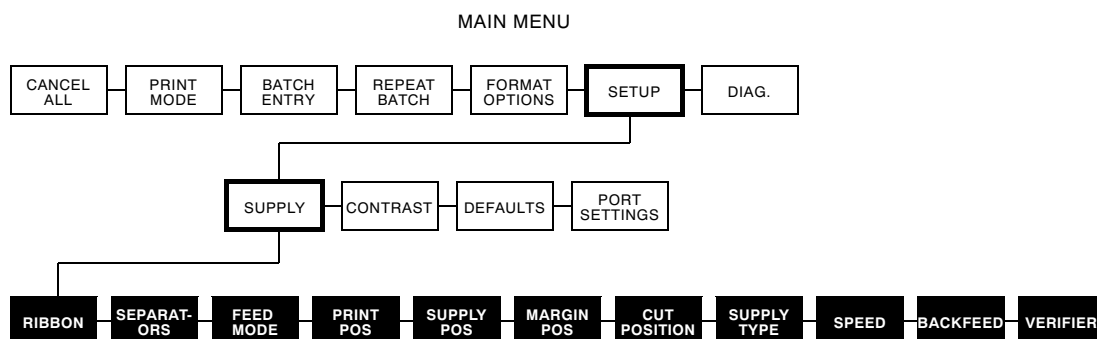 MAIN MENU
CANCEL
ALL
PRINT
MODE
BATCH
ENTRY
REPEAT
BATCH
FORMAT
OPTIONS
SETUP
DIAG.
SUPPLY
CONTRAST
DEFAULTS
PORT
SETTINGS
RIBBON
SEPARAT-
ORS
FEED
MODE
PRINT
POS
SUPPLY
POS
MARGIN
POS
CUT
POSITION
SUPPLY
TYPE
SPEED
BACKFEED
VERIFIER